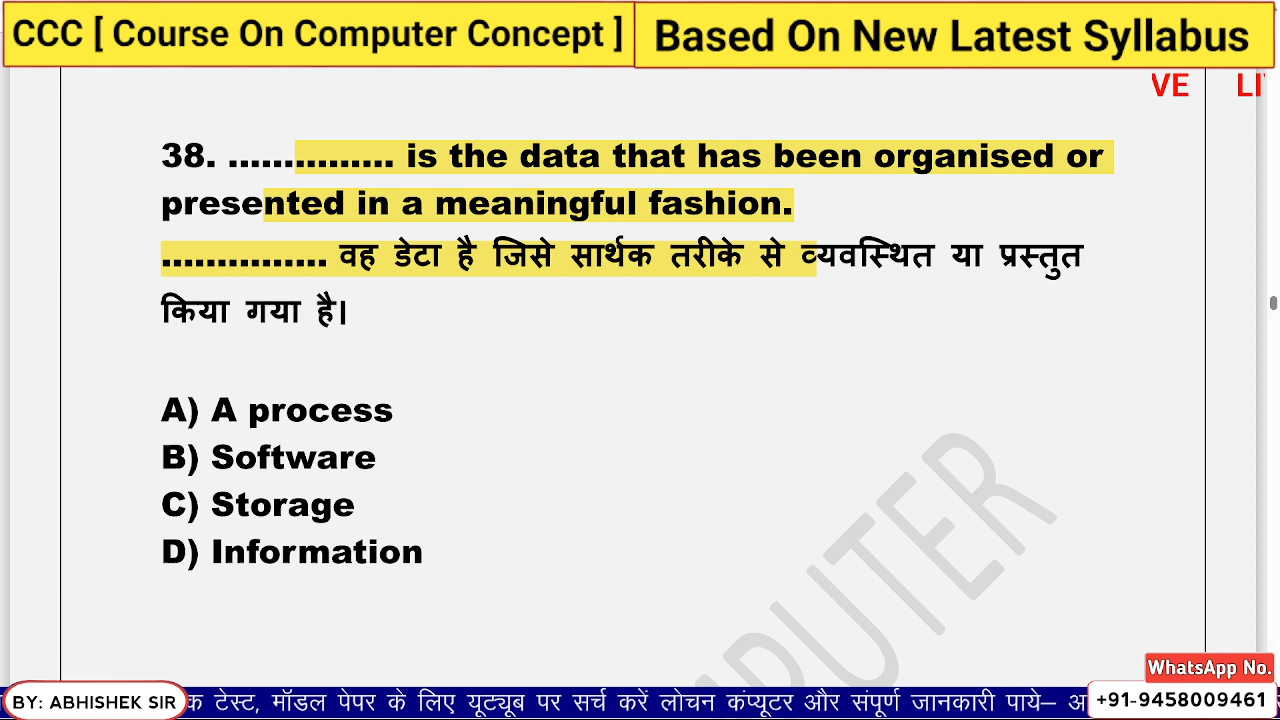 CCC [ Course On Computer Concept ]
Based On New Latest Syllabus
VE LI
38. ............... is the data that has been organised or
presented in a meaningful fashion.
............... वह डेटा है जिसे सार्थक तरीके से व्यवस्थित या प्रस्तुत
किया गया है।
A) A process
B) Software
C) Storage
D) Information
PUTER
WhatsApp No.
BY: ABHISHEK SIR
क टेस्ट, मॉडल पेपर के लिए यूट्यूब पर सर्च करें लोचन कंप्यूटर और संपूर्ण जानकारी पाये– अ
+91-9458009461